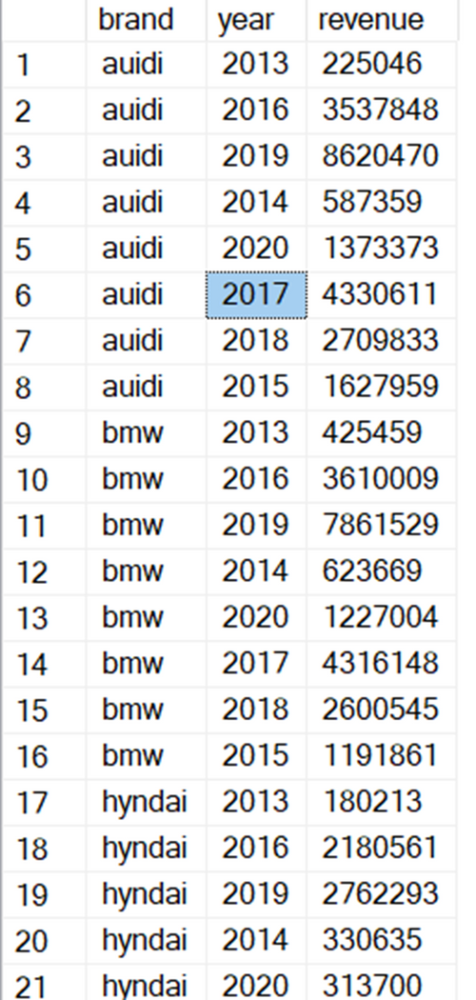 brand year revenue
1 auidi 2013 225046
2 auidi 2016 3537848
3 auidi 2019 8620470
4 auidi 2014 587359
5 auidi 2020 1373373
6 auidi 2017 4330611
7 auidi 2018 2709833
8 auidi 2015 1627959
9 bmw 2013 425459
10 bmw 2016 3610009
11 bmw 2019 7861529
12 bmw 2014 623669
13 bmw 2020 1227004
14 bmw 2017 4316148
15 bmw 2018 2600545
16 bmw 2015 1191861
17 hyndai 2013 180213
18 hyndai 2016 2180561
19 hyndai 2019 2762293
20 hyndai 2014 330635
21 hyndai 2020 313700